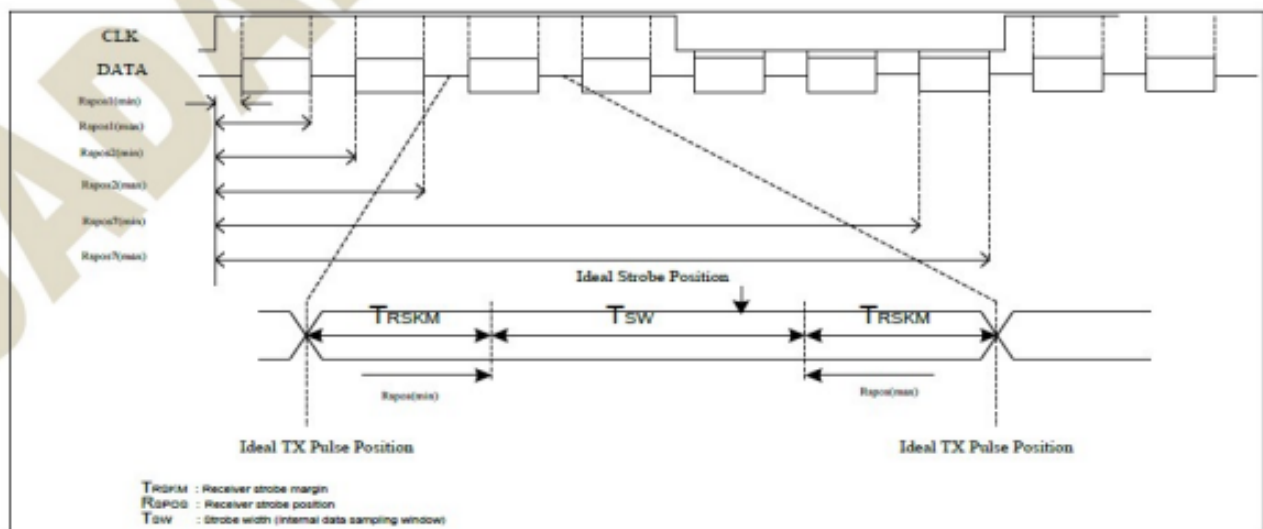 CLK
DATA
Rspos1(min)
Rspos1(max)
Rspos2(min)
Rspos2(max)
Rspos7(min)
Rspos7(max)
Ideal Strobe Position
TRSKM
TSW
TRSKM
Rspos(min)
Rspos(max)
Ideal TX Pulse Position
Ideal TX Pulse Position
TRSKM : Receiver strobe margin
RSPOS : Receiver strobe position
TSW : Strobe width (Internal data sampling window)